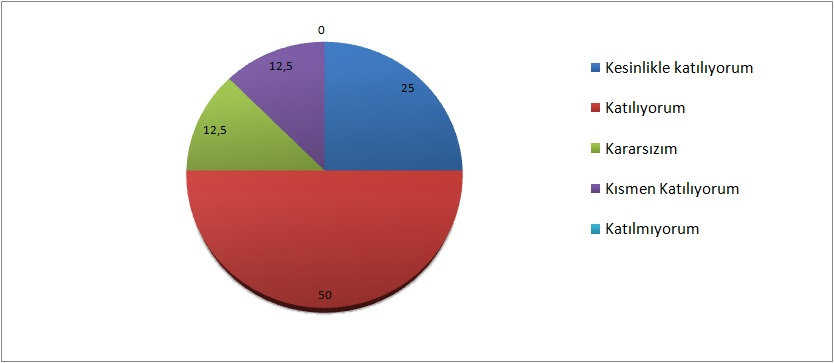 0
12,5
25
12,5
50
Kesinlikle katılıyorum
Katılıyorum
Kararsızım
Kısmen Katılıyorum
Katılmıyorum